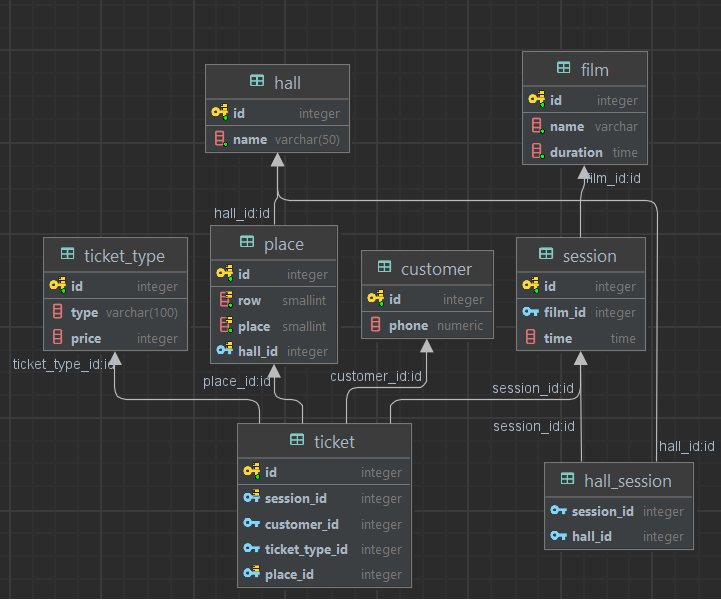 hall
id integer
name varchar(50)
film
id integer
name varchar
duration time
film_id:id
hall_id:id
ticket_type
id integer
type varchar(100)
price integer
place
id integer
row smallint
place smallint
hall_id integer
customer
id integer
phone numeric
session
id integer
film_id integer
time time
ticket_type_id:id
place_id:id
customer_id:id
session_id:id
session_id:id
hall_id:id
ticket
id integer
session_id integer
customer_id integer
ticket_type_id integer
place_id integer
hall_session
session_id integer
hall_id integer